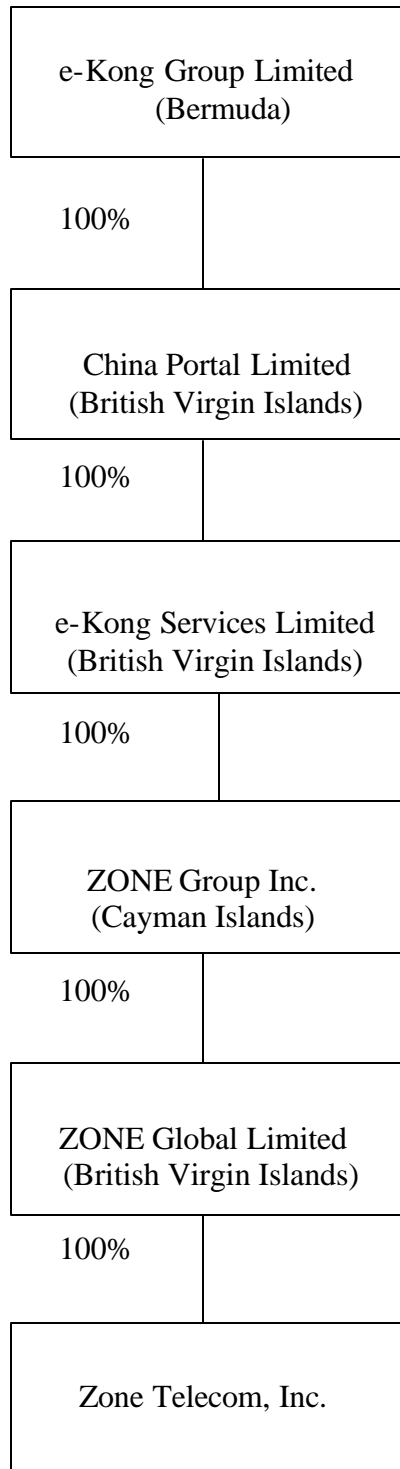 e-Kong Group Limited
(Bermuda)
100%
China Portal Limited
(British Virgin Islands)
100%
e-Kong Services Limited
(British Virgin Islands)
100%
ZONE Group Inc.
(Cayman Islands)
100%
ZONE Global Limited
(British Virgin Islands)
100%
Zone Telecom, Inc.